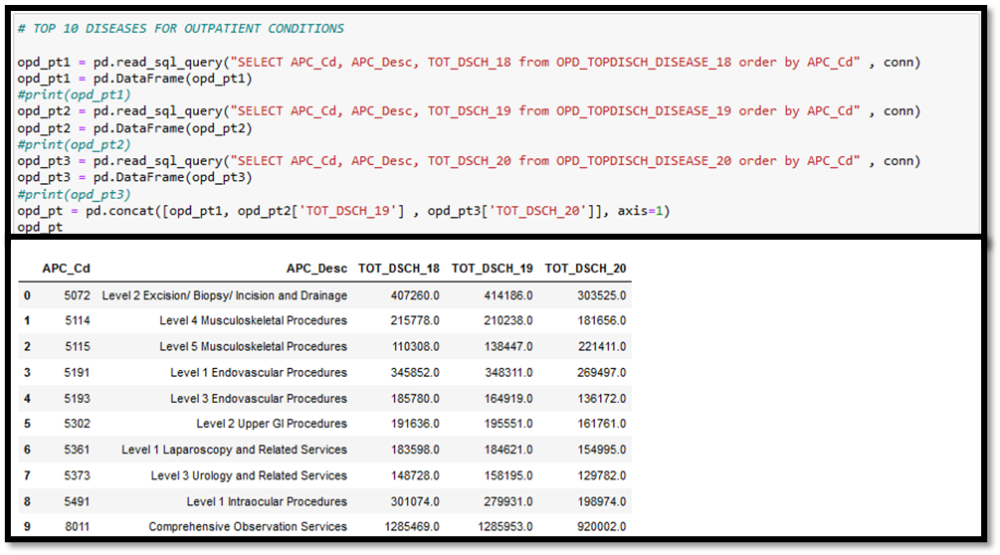 # TOP 10 DISEASES FOR OUTPATIENT CONDITIONS
opd_pt1 = pd.read_sql_query("SELECT APC_Cd, APC_Desc, TOT_DSCH_18 from OPD_TOPDISCH_DISEASE_18 order by APC_Cd" , conn)
opd_pt1 = pd.DataFrame(opd_pt1)
#print(opd_pt1)
opd_pt2 = pd.read_sql_query("SELECT APC_Cd, APC_Desc, TOT_DSCH_19 from OPD_TOPDISCH_DISEASE_19 order by APC_Cd" , conn)
opd_pt2 = pd.DataFrame(opd_pt2)
#print(opd_pt2)
opd_pt3 = pd.read_sql_query("SELECT APC_Cd, APC_Desc, TOT_DSCH_20 from OPD_TOPDISCH_DISEASE_20 order by APC_Cd" , conn)
opd_pt3 = pd.DataFrame(opd_pt3)
#print(opd_pt3)
opd_pt = pd.concat([opd_pt1, opd_pt2['TOT_DSCH_19'] , opd_pt3['TOT_DSCH_20']], axis=1)
opd_pt
APC_Cd APC_Desc TOT_DSCH_18 TOT_DSCH_19 TOT_DSCH_20
0 5072 Level 2 Excision/ Biopsy/ Incision and Drainage 407260.0 414186.0 303525.0
1 5114 Level 4 Musculoskeletal Procedures 215778.0 210238.0 181656.0
2 5115 Level 5 Musculoskeletal Procedures 110308.0 138447.0 221411.0
3 5191 Level 1 Endovascular Procedures 345852.0 348311.0 269497.0
4 5193 Level 3 Endovascular Procedures 185780.0 164919.0 136172.0
5 5302 Level 2 Upper GI Procedures 191636.0 195551.0 161761.0
6 5361 Level 1 Laparoscopy and Related Services 183598.0 184621.0 154995.0
7 5373 Level 3 Urology and Related Services 148728.0 158195.0 129782.0
8 5491 Level 1 Intraocular Procedures 301074.0 279931.0 198974.0
9 8011 Comprehensive Observation Services 1285469.0 1285953.0 920002.0